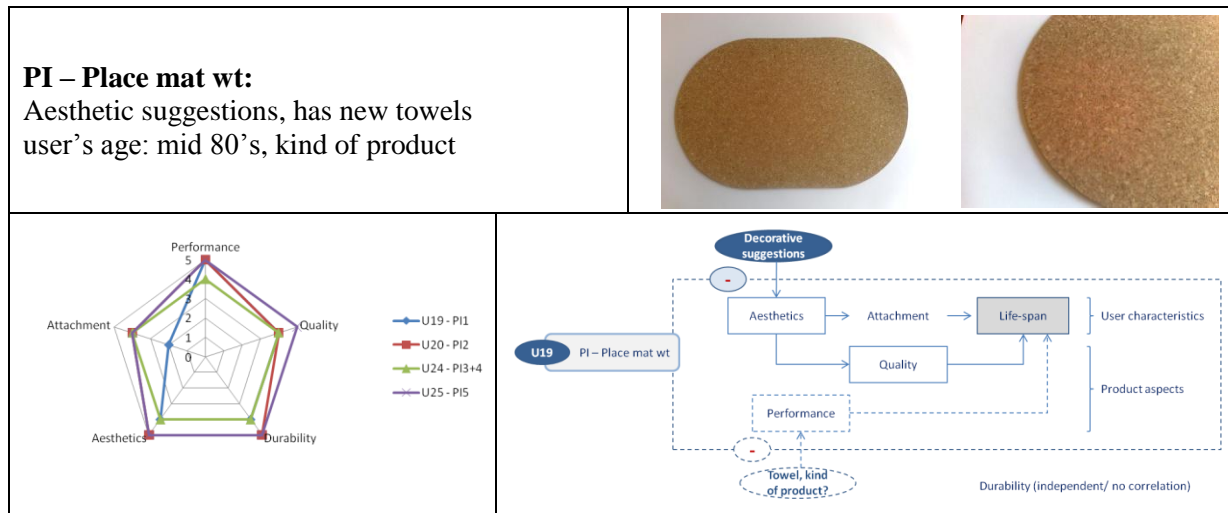 PI – Place mat wt:
Aesthetic suggestions, has new towels
user’s age: mid 80’s, kind of product
Performance
5
4
3
2
1
0
Attachment
Quality
Aesthetics
Durability
U19 - PI1
U20 - PI2
U24 - PI3+4
U25 - PI5
Decorative
suggestions
-
Aesthetics
Attachment
Life-span
User characteristics
U19
PI – Place mat wt
Quality
Product aspects
Performance
-
Towel, kind
of product?
Durability (independent/ no correlation)